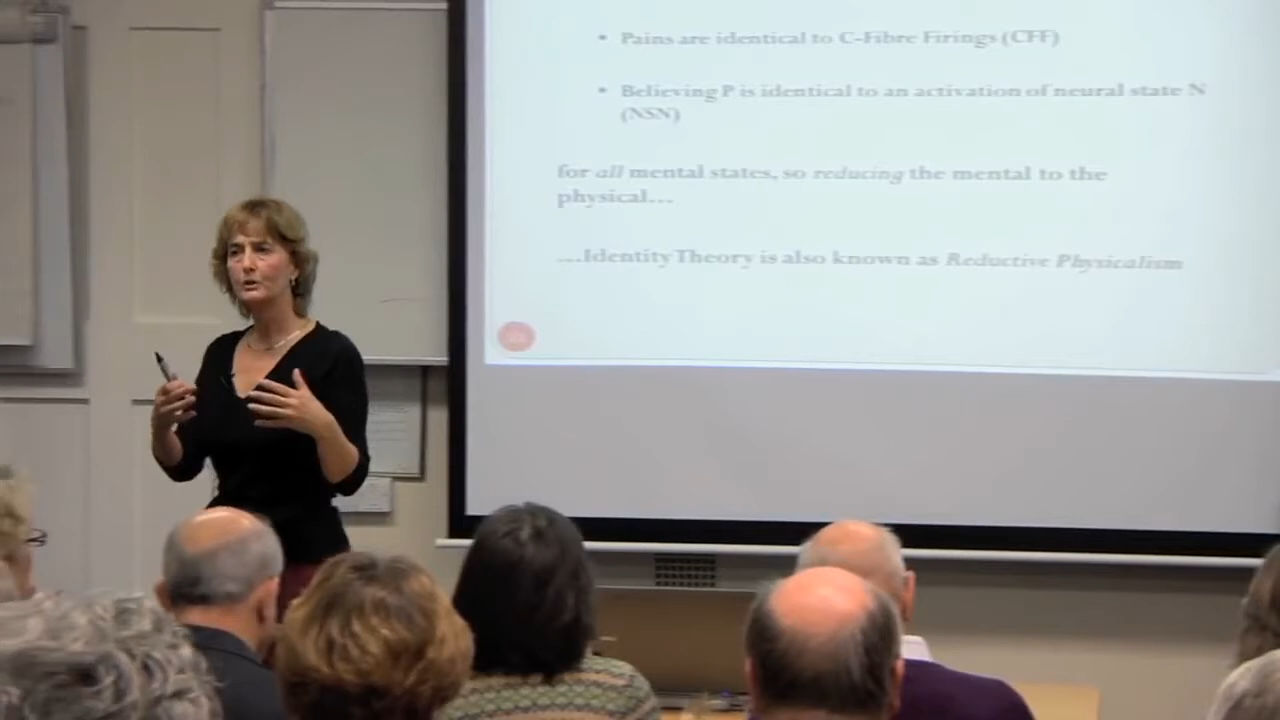 • Pains are identical to C-Fibre Firings (CFF)
• Believing P is identical to an activation of neural state N
(NSN)
for all mental states, so reducing the mental to the
physical…
…Identity Theory is also known as Reductive Physicalism